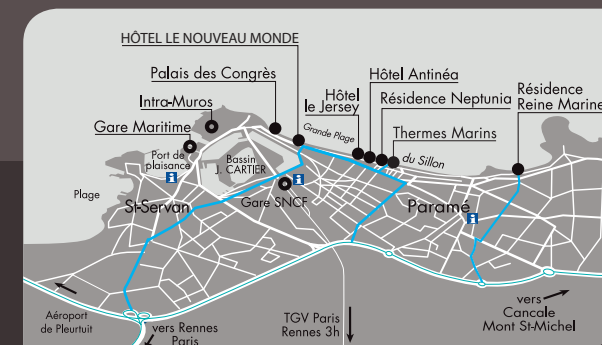 HÔTEL LE NOUVEAU MONDE
Palais des Congrès
Hôtel Antinéa
Hôtel
le Jersey
Résidence
Reine Marine
Intra-Muros
Résidence Neptunia
Gare Maritime
Grande Plage
Thermes Marins
du Sillon
Port de
plaisance
Bassin
J. CARTIER
i
i
Plage
St-Servan
Gare SNCF
Paramé
i
Aéroport
de Pleurtuit
vers Rennes
Paris
TGV Paris
Rennes 3h
vers
Cancale
Mont St-Michel